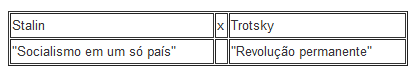 Stalin x Trotsky
"Socialismo em um só país" "Revolução permanente"